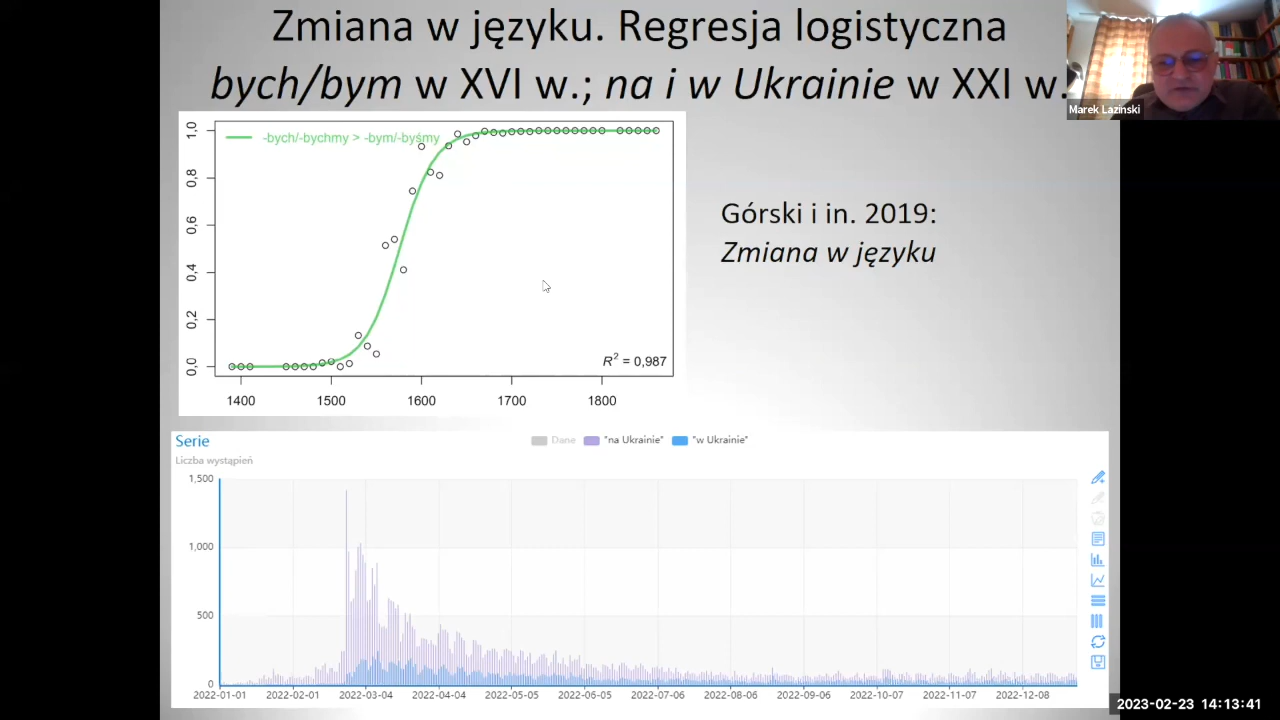 Zmiana w języku. Regresja logistyczna
bych/bym w XVI w.; na i w Ukrainie w XXI w.
Marek Łaziński
-bych/-bychmy > -bym/-byśmy
1,0
0,8
0,6
0,4
0,2
0,0
R² = 0,987
1400 1500 1600 1700 1800
Górski i in. 2019:
Zmiana w języku
Serie
Dane "na Ukrainie" "w Ukrainie"
Liczba wystąpień
1,500
1,000
500
0
2022-01-01 2022-02-01 2022-03-04 2022-04-04 2022-05-05 2022-06-05 2022-07-06 2022-08-06 2022-09-06 2022-10-07 2022-11-07 2022-12-08
2023-02-23 14:13:41